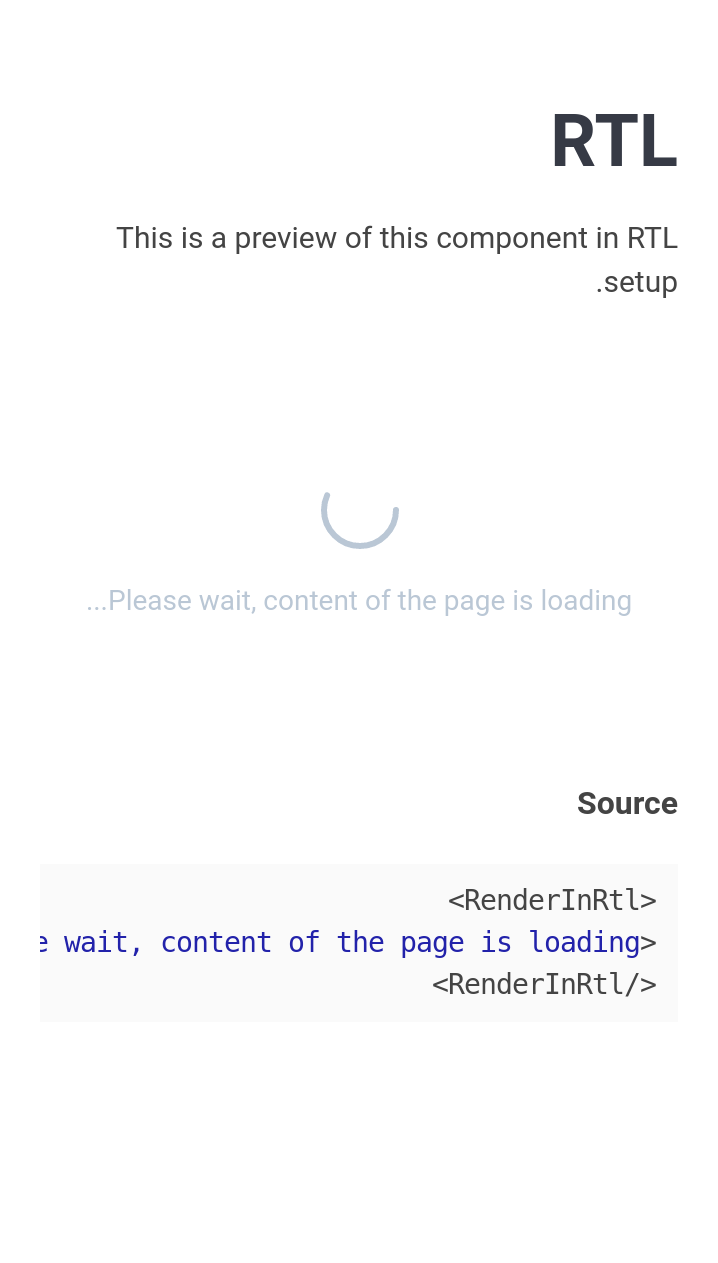 RTL
This is a preview of this component in RTL
.setup
...Please wait, content of the page is loading
Source
<RenderInRtl>
wait, content of the page is loading>
<RenderInRtl/>